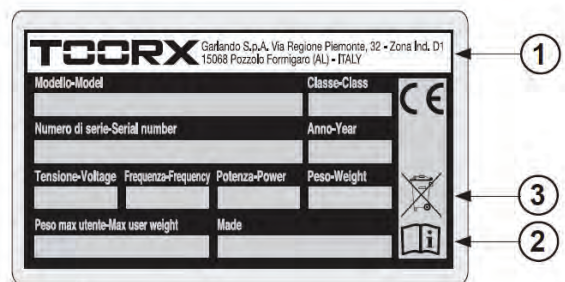 TOORX
Garlando S.p.A. Via Regione Piemonte, 32 - Zona Ind. D1
15068 Pozzolo Formigaro (AL) - ITALY
1
Modello-Model Classe-Class
CE
Numero di serie-Serial number Anno-Year
Tensione-Voltage Frequenza-Frequency Potenza-Power Peso-Weight
3
Peso max utente-Max user weight Made
i
2